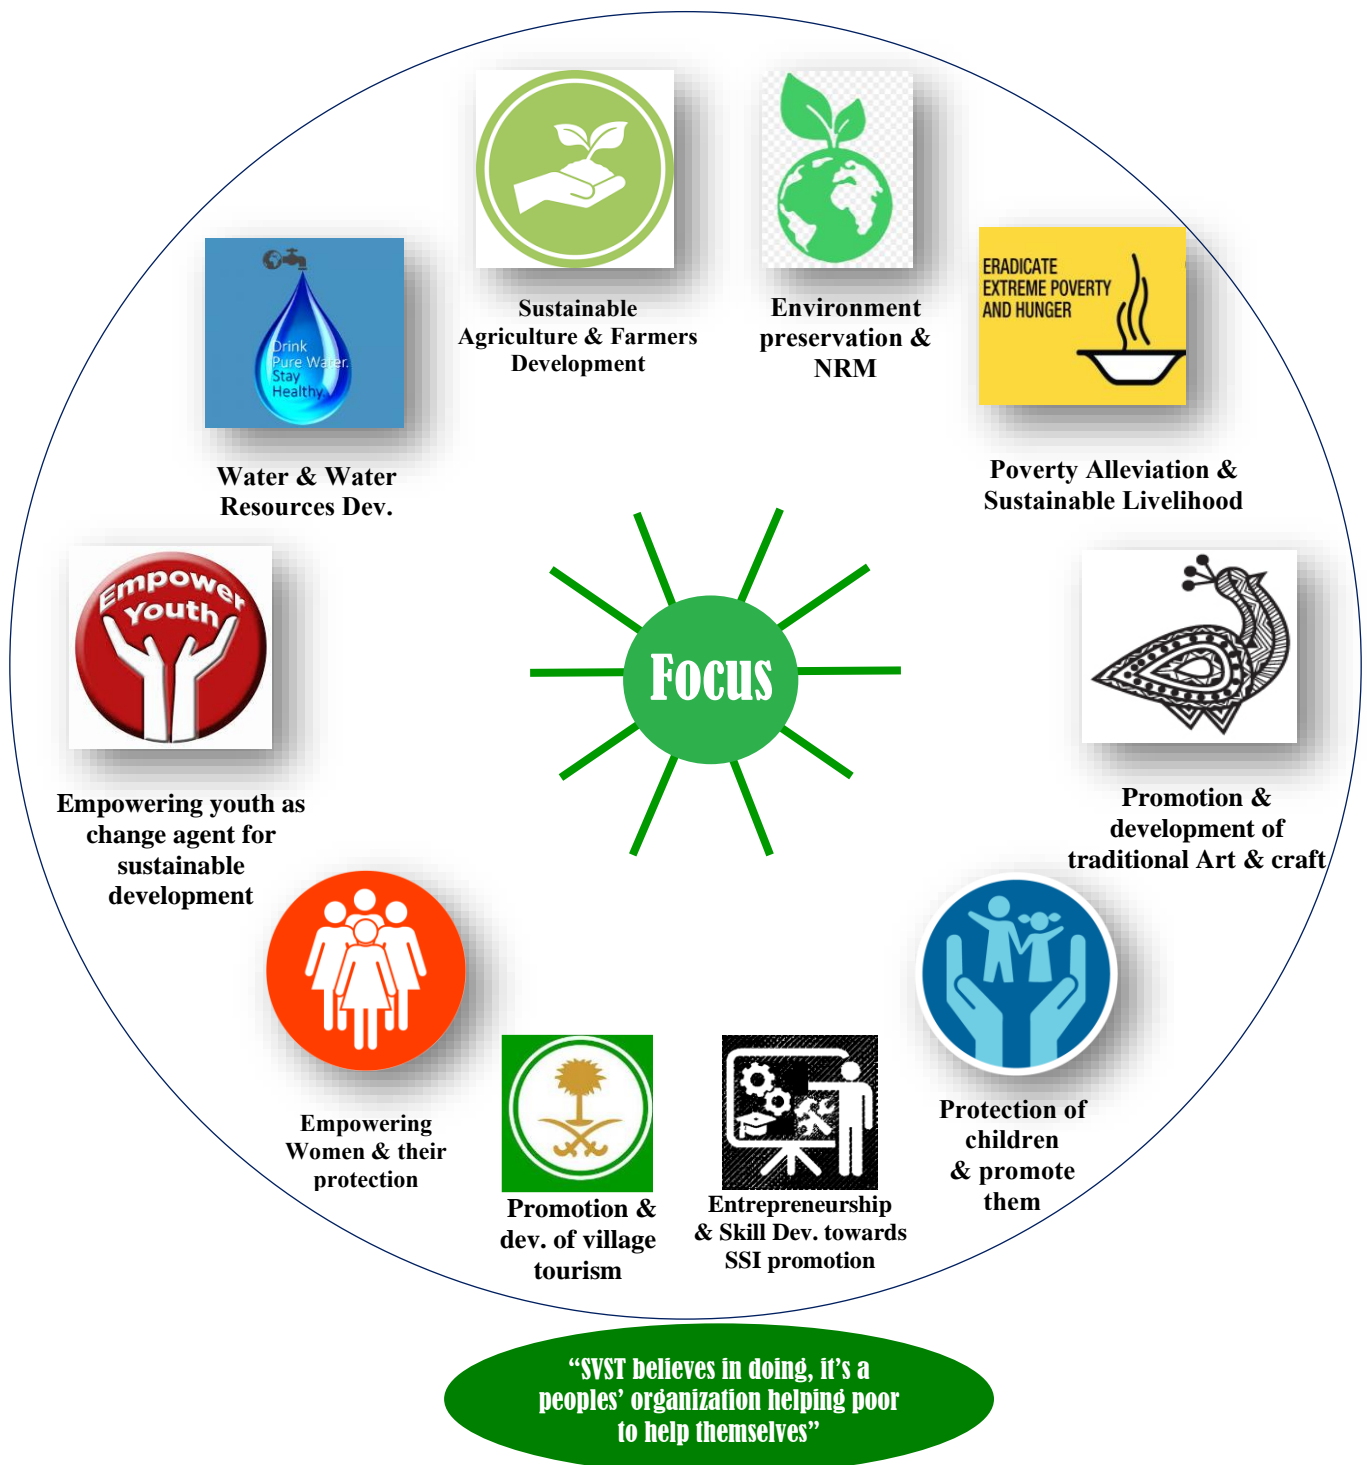 Sustainable
Agriculture & Farmers
Development
Environment
preservation &
NRM
ERADICATE
EXTREME POVERTY
AND HUNGER
Poverty Alleviation &
Sustainable Livelihood
Drink
Pure Water.
Stay
Healthy.
Water & Water
Resources Dev.
Empower
Youth
Empowering youth as
change agent for
sustainable
development
Focus
Promotion &
development of
traditional Art & craft
Empowering
Women & their
protection
Promotion &
dev. of village
tourism
Entrepreneurship
& Skill Dev. towards
SSI promotion
Protection of
children
& promote
them
“SVST believes in doing, it’s a
peoples’ organization helping poor
to help themselves”